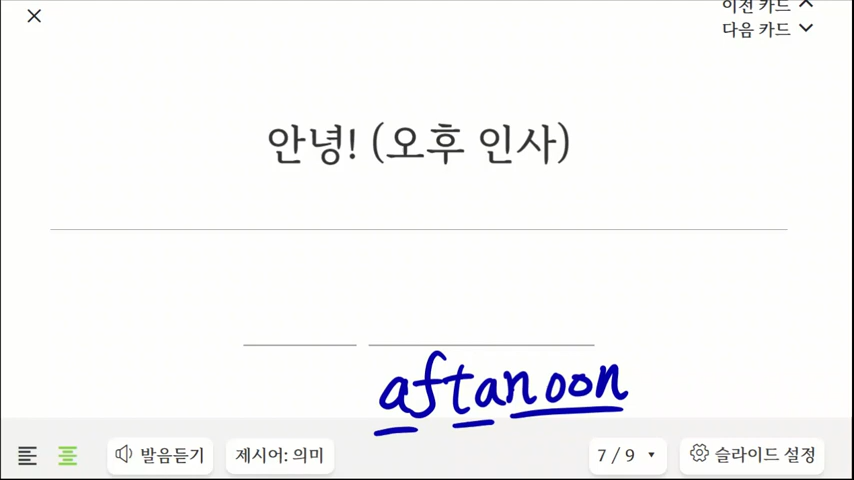 이전 카드
다음 카드
안녕! (오후 인사)
aftanoon
발음듣기
제시어: 의미
7 / 9
슬라이드 설정